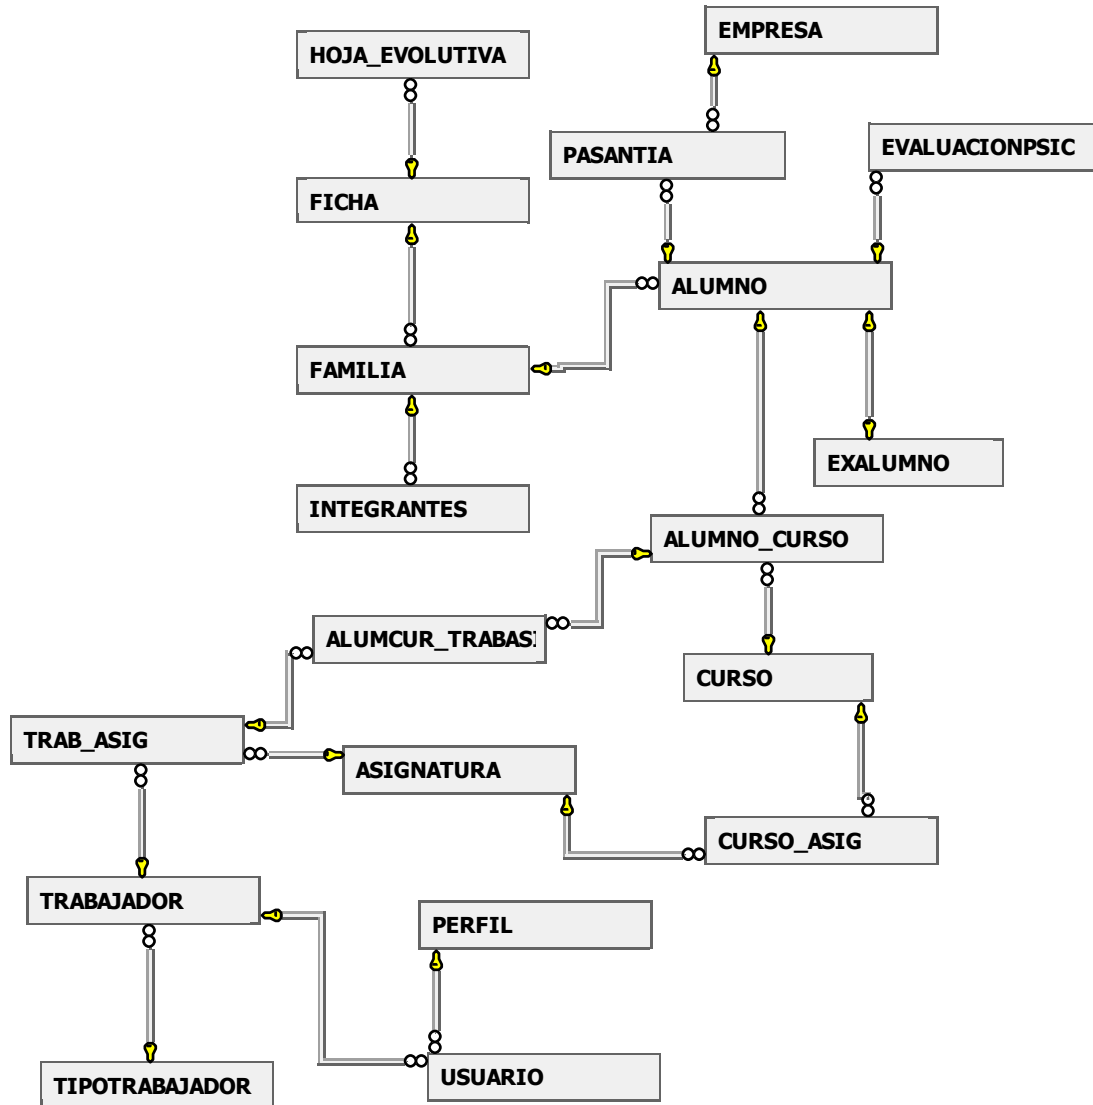 EMPRESA
HOJA_EVOLUTIVA
EVALUACIONPSIC
PASANTIA
FICHA
ALUMNO
FAMILIA
EXALUMNO
INTEGRANTES
ALUMNO_CURSO
ALUMCUR_TRABASI
CURSO
TRAB_ASIG
ASIGNATURA
CURSO_ASIG
TRABAJADOR
PERFIL
USUARIO
TIPOTRABAJADOR